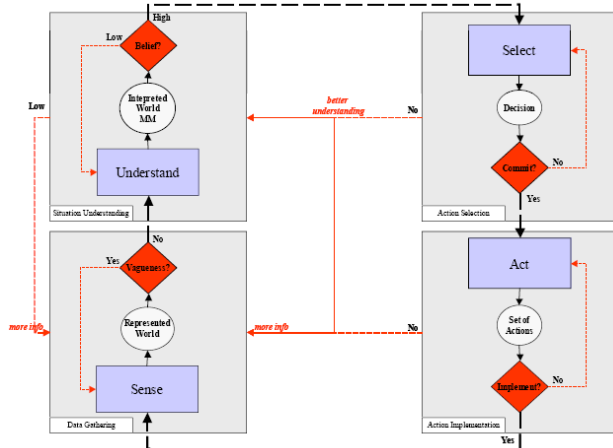 High
Low
Belief?
Intepreted
World
MM
Low
Understand
Situation Understanding
better
understanding
No
Select
Decision
Commit?
No
Yes
Action Selection
No
Yes
Vagueness?
Represented
World
more info
Sense
Data Gathering
more info
No
Act
Set of
Actions
Implement?
No
Yes
Action Implementation